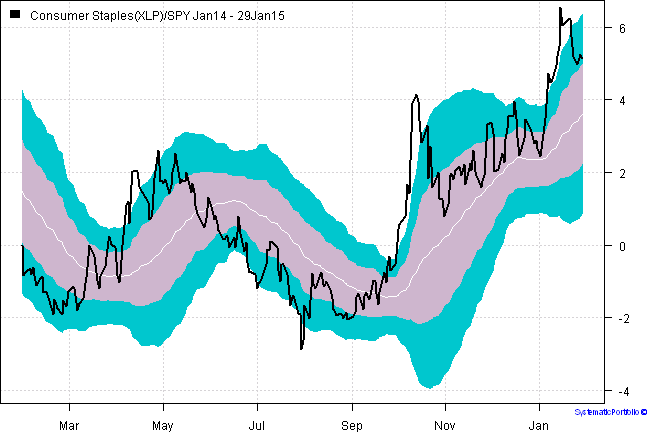 Consumer Staples(XLP)/SPY Jan14 - 29Jan15
6
4
2
0
-2
-4
Mar May Jul Sep Nov Jan
SystematicPortfolio ©